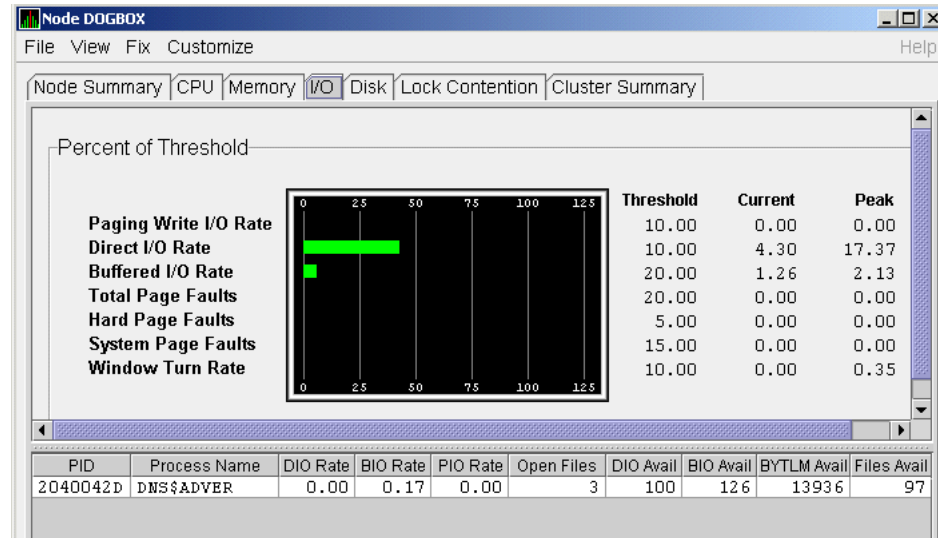 Node DOGBOX
File View Fix Customize Help
Node Summary CPU Memory I/O Disk Lock Contention Cluster Summary
Percent of Threshold
0 25 50 75 100 125 Threshold Current Peak
Paging Write I/O Rate 10.00 0.00 0.00
Direct I/O Rate 10.00 4.30 17.37
Buffered I/O Rate 20.00 1.26 2.13
Total Page Faults 20.00 0.00 0.00
Hard Page Faults 5.00 0.00 0.00
System Page Faults 15.00 0.00 0.00
Window Turn Rate 10.00 0.00 0.35
0 25 50 75 100 125
PID Process Name DIO Rate BIO Rate PIO Rate Open Files DIO Avail BIO Avail BYTLM Avail Files Avail
2040042D DNS$ADVER 0.00 0.17 0.00 3 100 126 13936 97